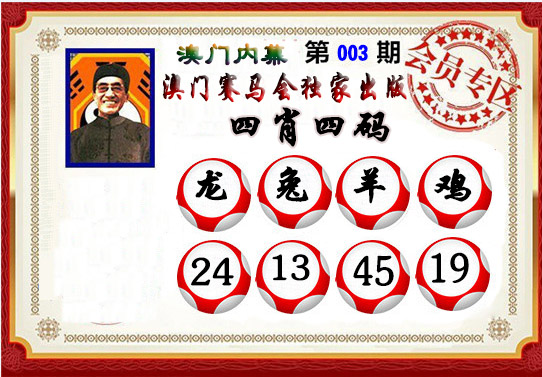 澳门内幕 第003期
会员专区
澳门赛马会独家出版
四肖四码
龙 兔 羊 鸡
24 13 45 19